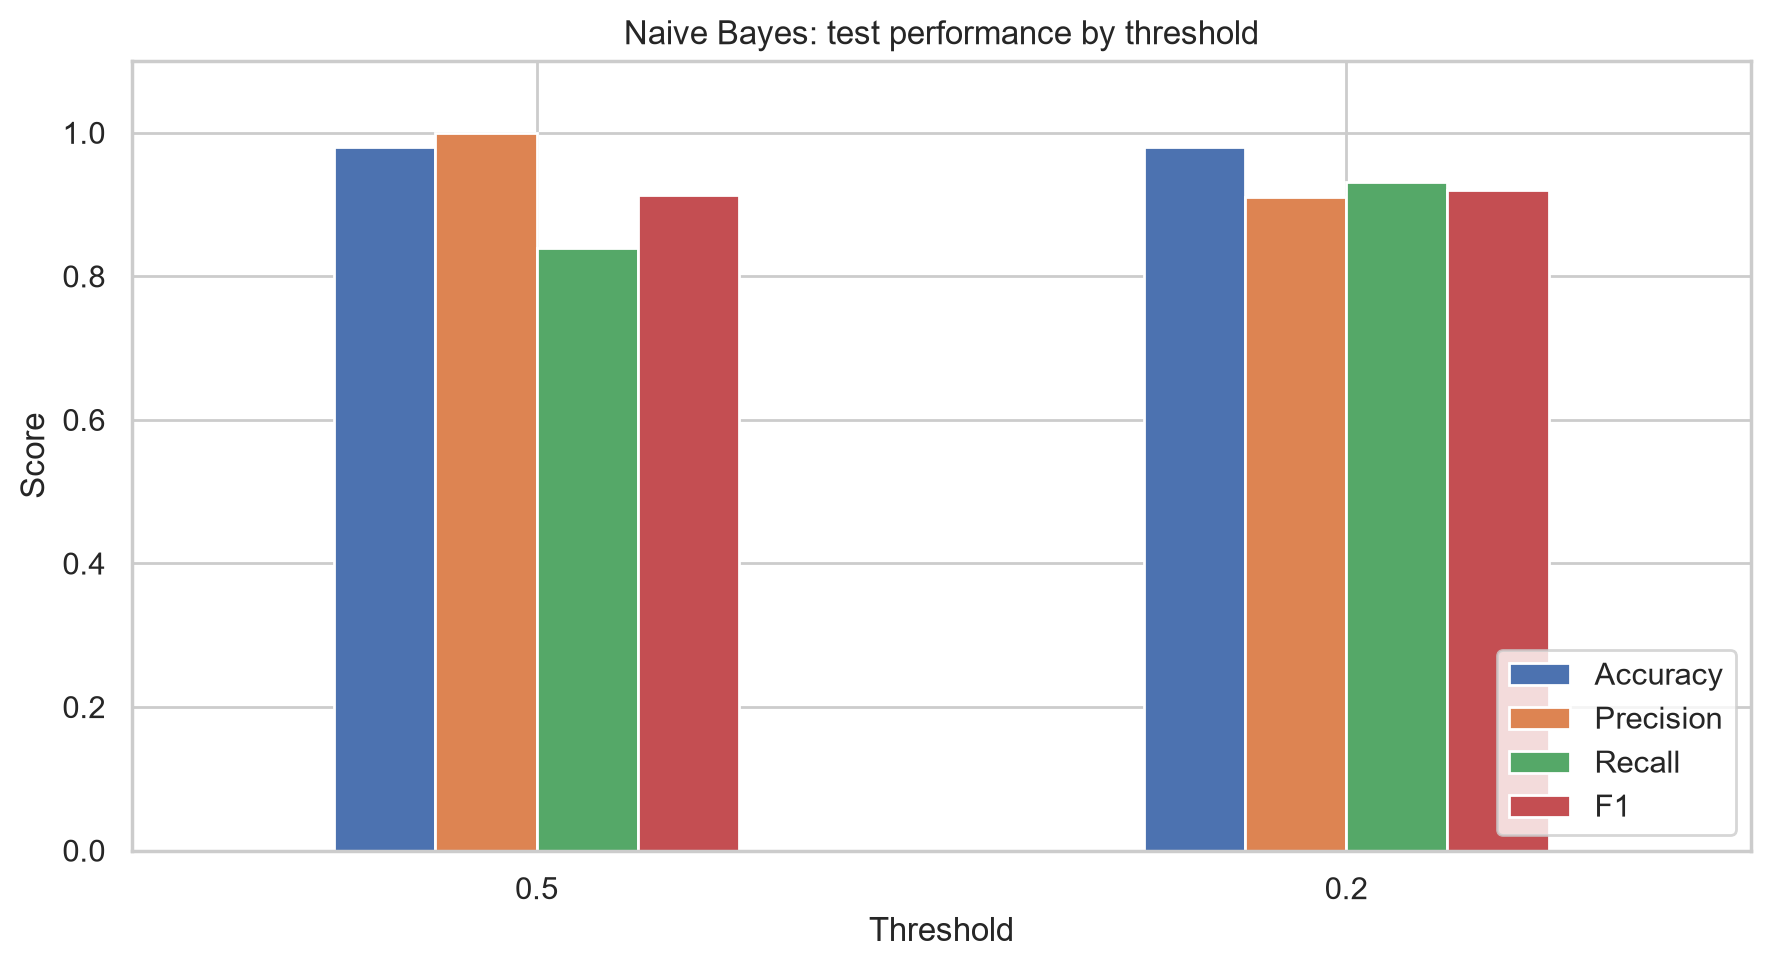 Naive Bayes: test performance by threshold
1.0
0.8
0.6
0.4
0.2
0.0
Score
0.5
0.2
Threshold
Accuracy
Precision
Recall
F1